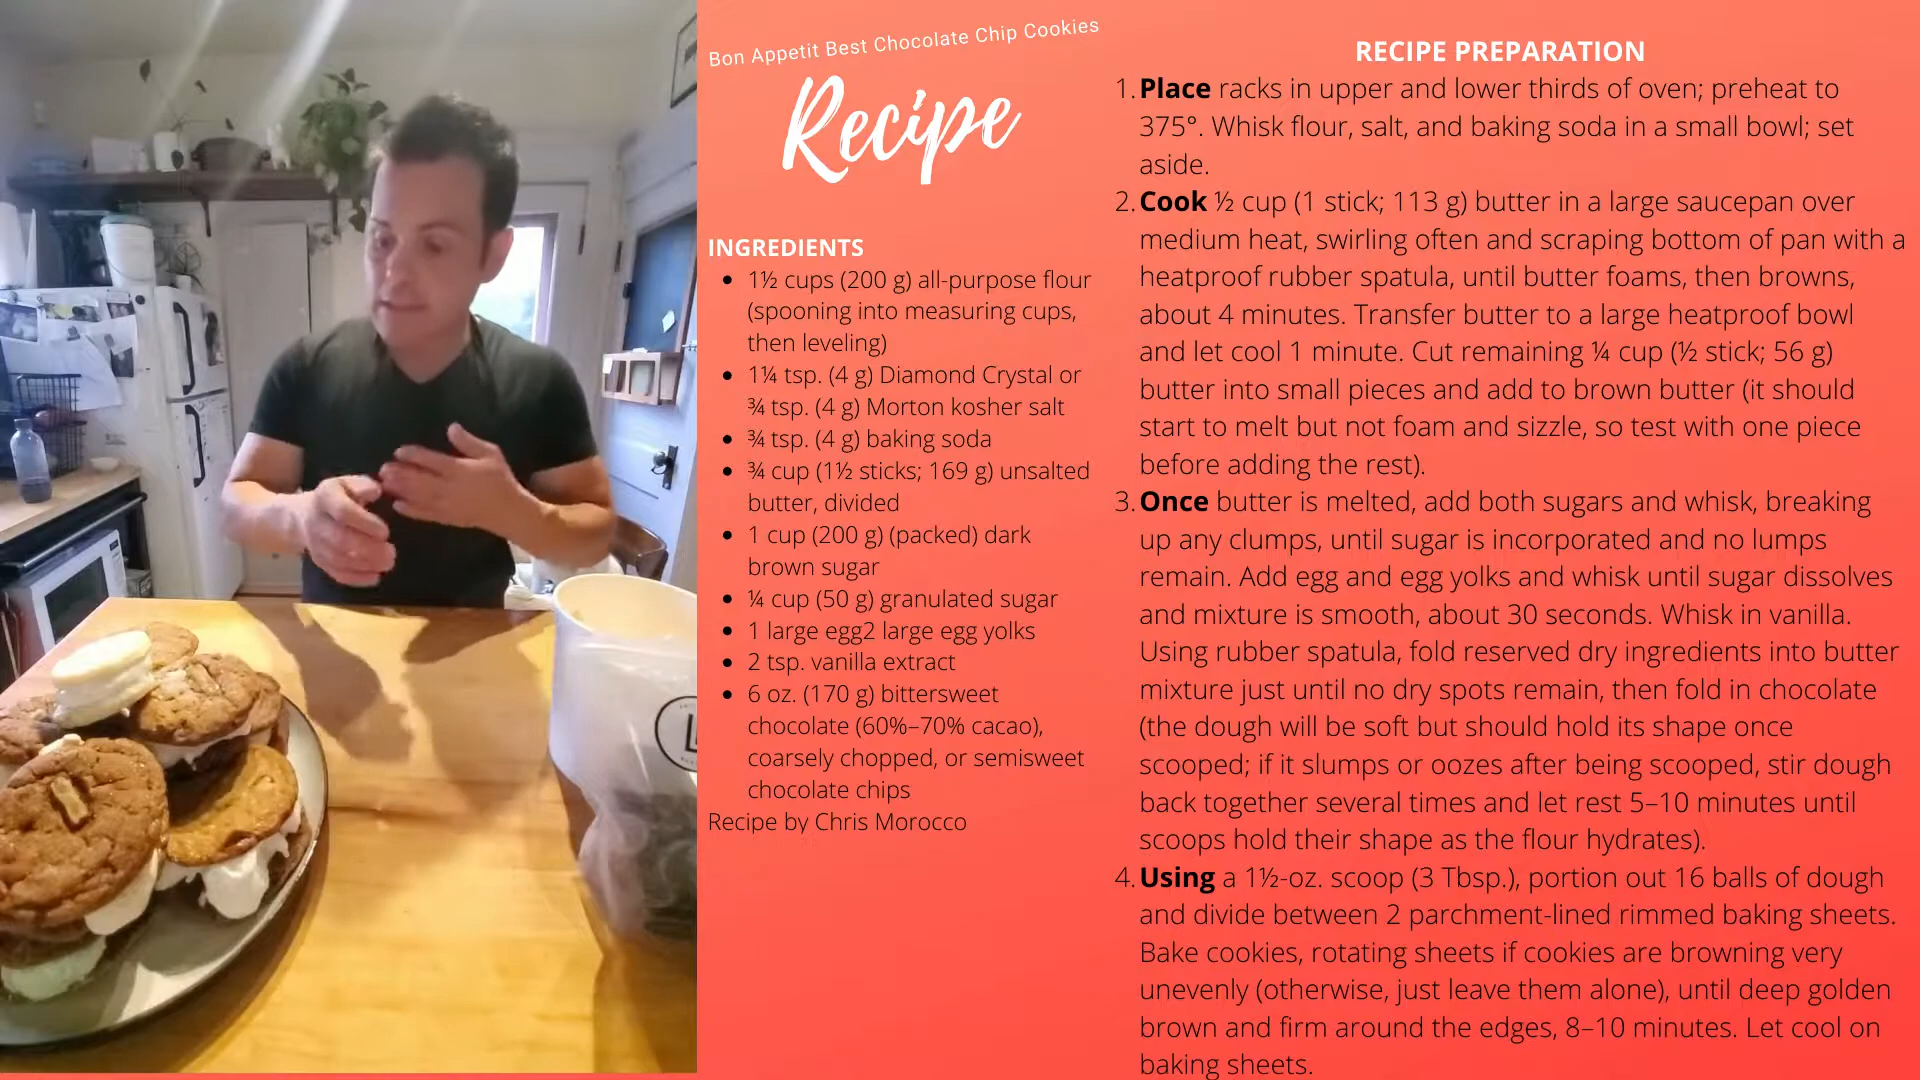 Bon Appetit Best Chocolate Chip Cookies
Recipe
INGREDIENTS
• 1½ cups (200 g) all-purpose flour
(spooning into measuring cups,
then leveling)
• 1¼ tsp. (4 g) Diamond Crystal or
¾ tsp. (4 g) Morton kosher salt
• ¾ tsp. (4 g) baking soda
• ¾ cup (1½ sticks; 169 g) unsalted
butter, divided
• 1 cup (200 g) (packed) dark
brown sugar
• ¼ cup (50 g) granulated sugar
• 1 large egg2 large egg yolks
• 2 tsp. vanilla extract
• 6 oz. (170 g) bittersweet
chocolate (60%–70% cacao),
coarsely chopped, or semisweet
chocolate chips
Recipe by Chris Morocco
RECIPE PREPARATION
1. Place racks in upper and lower thirds of oven; preheat to
375°. Whisk flour, salt, and baking soda in a small bowl; set
aside.
2. Cook ½ cup (1 stick; 113 g) butter in a large saucepan over
medium heat, swirling often and scraping bottom of pan with a
heatproof rubber spatula, until butter foams, then browns,
about 4 minutes. Transfer butter to a large heatproof bowl
and let cool 1 minute. Cut remaining ¼ cup (½ stick; 56 g)
butter into small pieces and add to brown butter (it should
start to melt but not foam and sizzle, so test with one piece
before adding the rest).
3. Once butter is melted, add both sugars and whisk, breaking
up any clumps, until sugar is incorporated and no lumps
remain. Add egg and egg yolks and whisk until sugar dissolves
and mixture is smooth, about 30 seconds. Whisk in vanilla.
Using rubber spatula, fold reserved dry ingredients into butter
mixture just until no dry spots remain, then fold in chocolate
(the dough will be soft but should hold its shape once
scooped; if it slumps or oozes after being scooped, stir dough
back together several times and let rest 5–10 minutes until
scoops hold their shape as the flour hydrates).
4. Using a 1½-oz. scoop (3 Tbsp.), portion out 16 balls of dough
and divide between 2 parchment-lined rimmed baking sheets.
Bake cookies, rotating sheets if cookies are browning very
unevenly (otherwise, just leave them alone), until deep golden
brown and firm around the edges, 8–10 minutes. Let cool on
baking sheets.